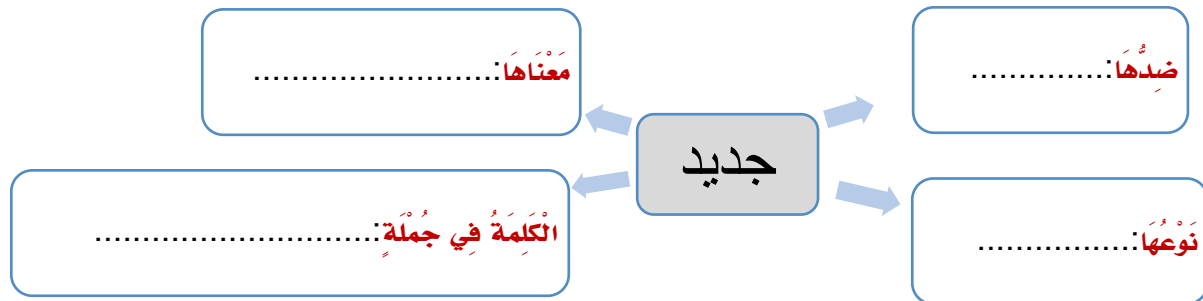 ضِدُّهَا:..............
مَعْنَاهَا:.........................
جديد
نَوْعُهَا:................
الْكَلِمَةُ فِي جُمْلَةٍ:.............................